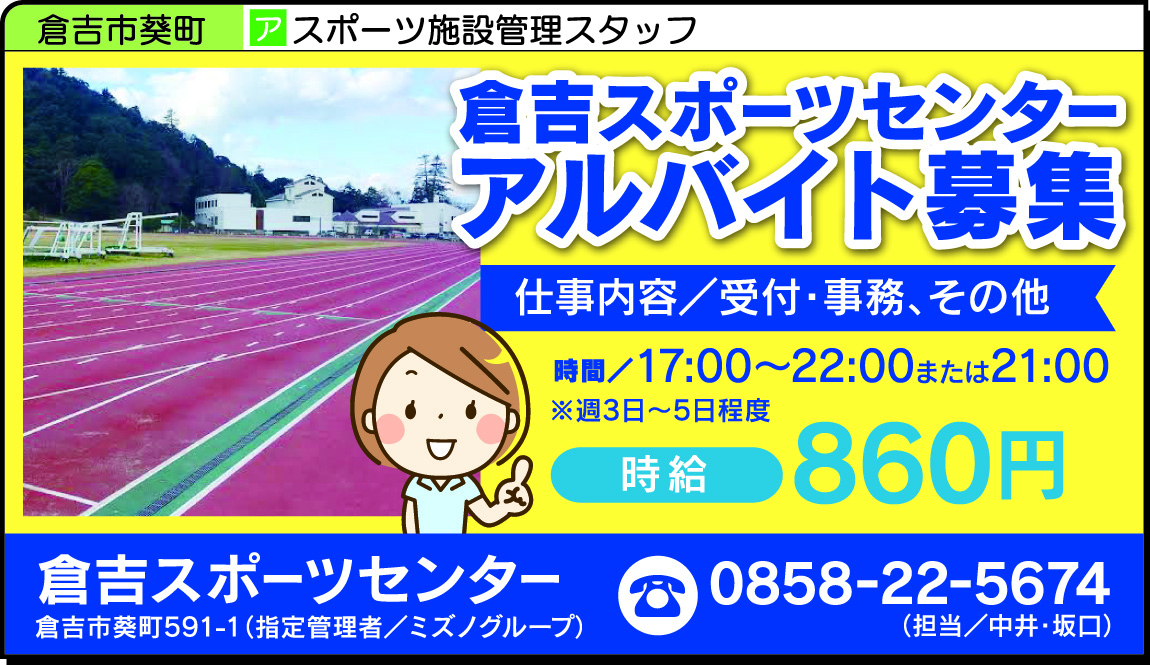 倉吉市葵町
ア スポーツ施設管理スタッフ
倉吉スポーツセンター
アルバイト募集
仕事内容／受付・事務、その他
時間／17:00〜22:00または21:00
※週3日〜5日程度
時給 860円
倉吉スポーツセンター
倉吉市葵町591-1（指定管理者／ミズノグループ）
0858-22-5674
（担当／中井・坂口）